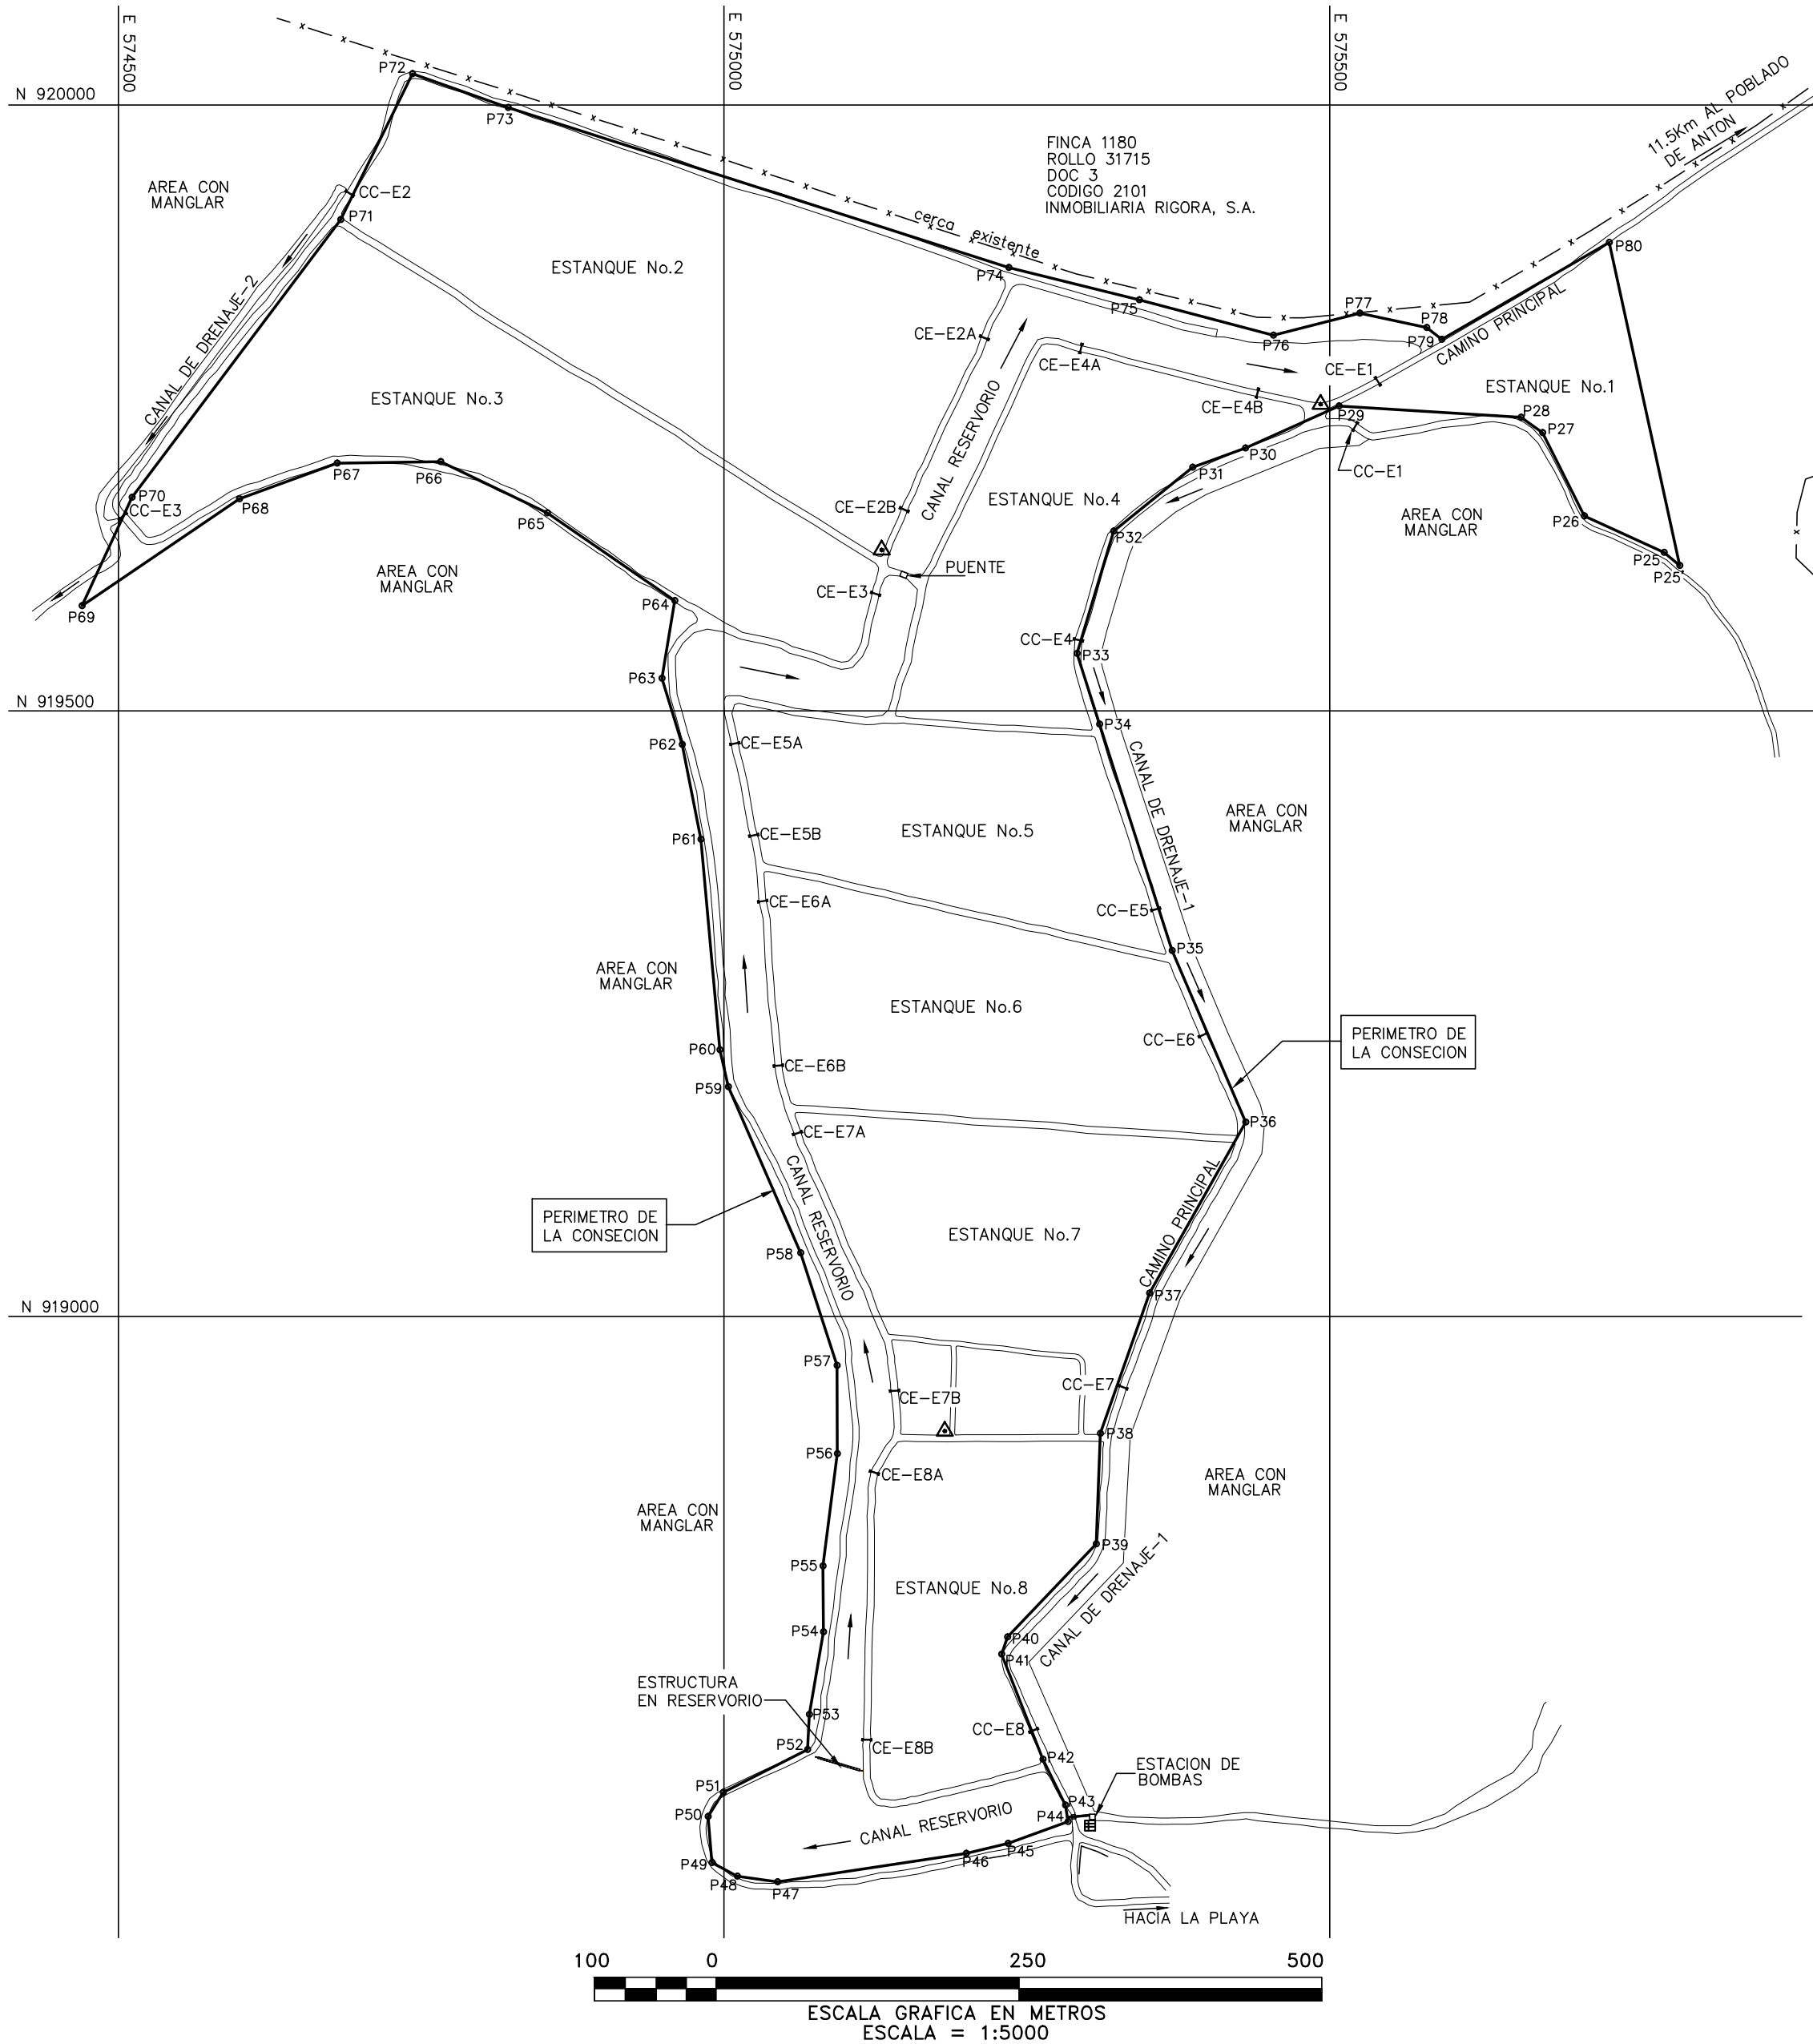 E 574500
E 575000
E 575500
N 920000
P72
P73
11.5Km AL POBLADO
DE ANTON
FINCA 1180
ROLLO 31715
DOC 3
CODIGO 2101
INMOBILIARIA RIGORA, S.A.
AREA CON
MANGLAR
CC-E2
P71
cerca existente
P80
ESTANQUE No.2
P74
P75
P76
P77
P78
P79
CAMINO PRINCIPAL
CANAL DE DRENAJE-2
CE-E2A
CE-E4A
CE-E1
CE-E4B
ESTANQUE No.1
ESTANQUE No.3
P29
P28
P27
CANAL RESERVORIO
P30
P31
CC-E1
P67
P66
P70
CC-E3
P68
P65
CE-E2B
ESTANQUE No.4
P32
AREA CON
MANGLAR
P26
P25
P25
PUENTE
AREA CON
MANGLAR
CE-E3
P69
P64
CC-E4
P33
P63
N 919500
P34
P62
CE-E5A
CANAL DE DRENAJE-1
AREA CON
MANGLAR
P61
CE-E5B
ESTANQUE No.5
CE-E6A
CC-E5
P35
AREA CON
MANGLAR
ESTANQUE No.6
CC-E6
PERIMETRO DE
LA CONSECION
P60
CE-E6B
P59
P36
CE-E7A
CANAL RESERVORIO
CAMINO PRINCIPAL
PERIMETRO DE
LA CONSECION
ESTANQUE No.7
P58
P37
N 919000
P57
CE-E7B
CC-E7
P38
P56
CE-E8A
AREA CON
MANGLAR
AREA CON
MANGLAR
P39
P55
ESTANQUE No.8
CANAL DE DRENAJE-1
P54
P40
P41
ESTRUCTURA
EN RESERVORIO
P53
CC-E8
P52
CE-E8B
P42
ESTACION DE
BOMBAS
P51
P50
P43
P44
CANAL RESERVORIO
P45
P46
P49
P48
P47
HACIA LA PLAYA
100 0 250 500
ESCALA GRAFICA EN METROS
ESCALA = 1:5000